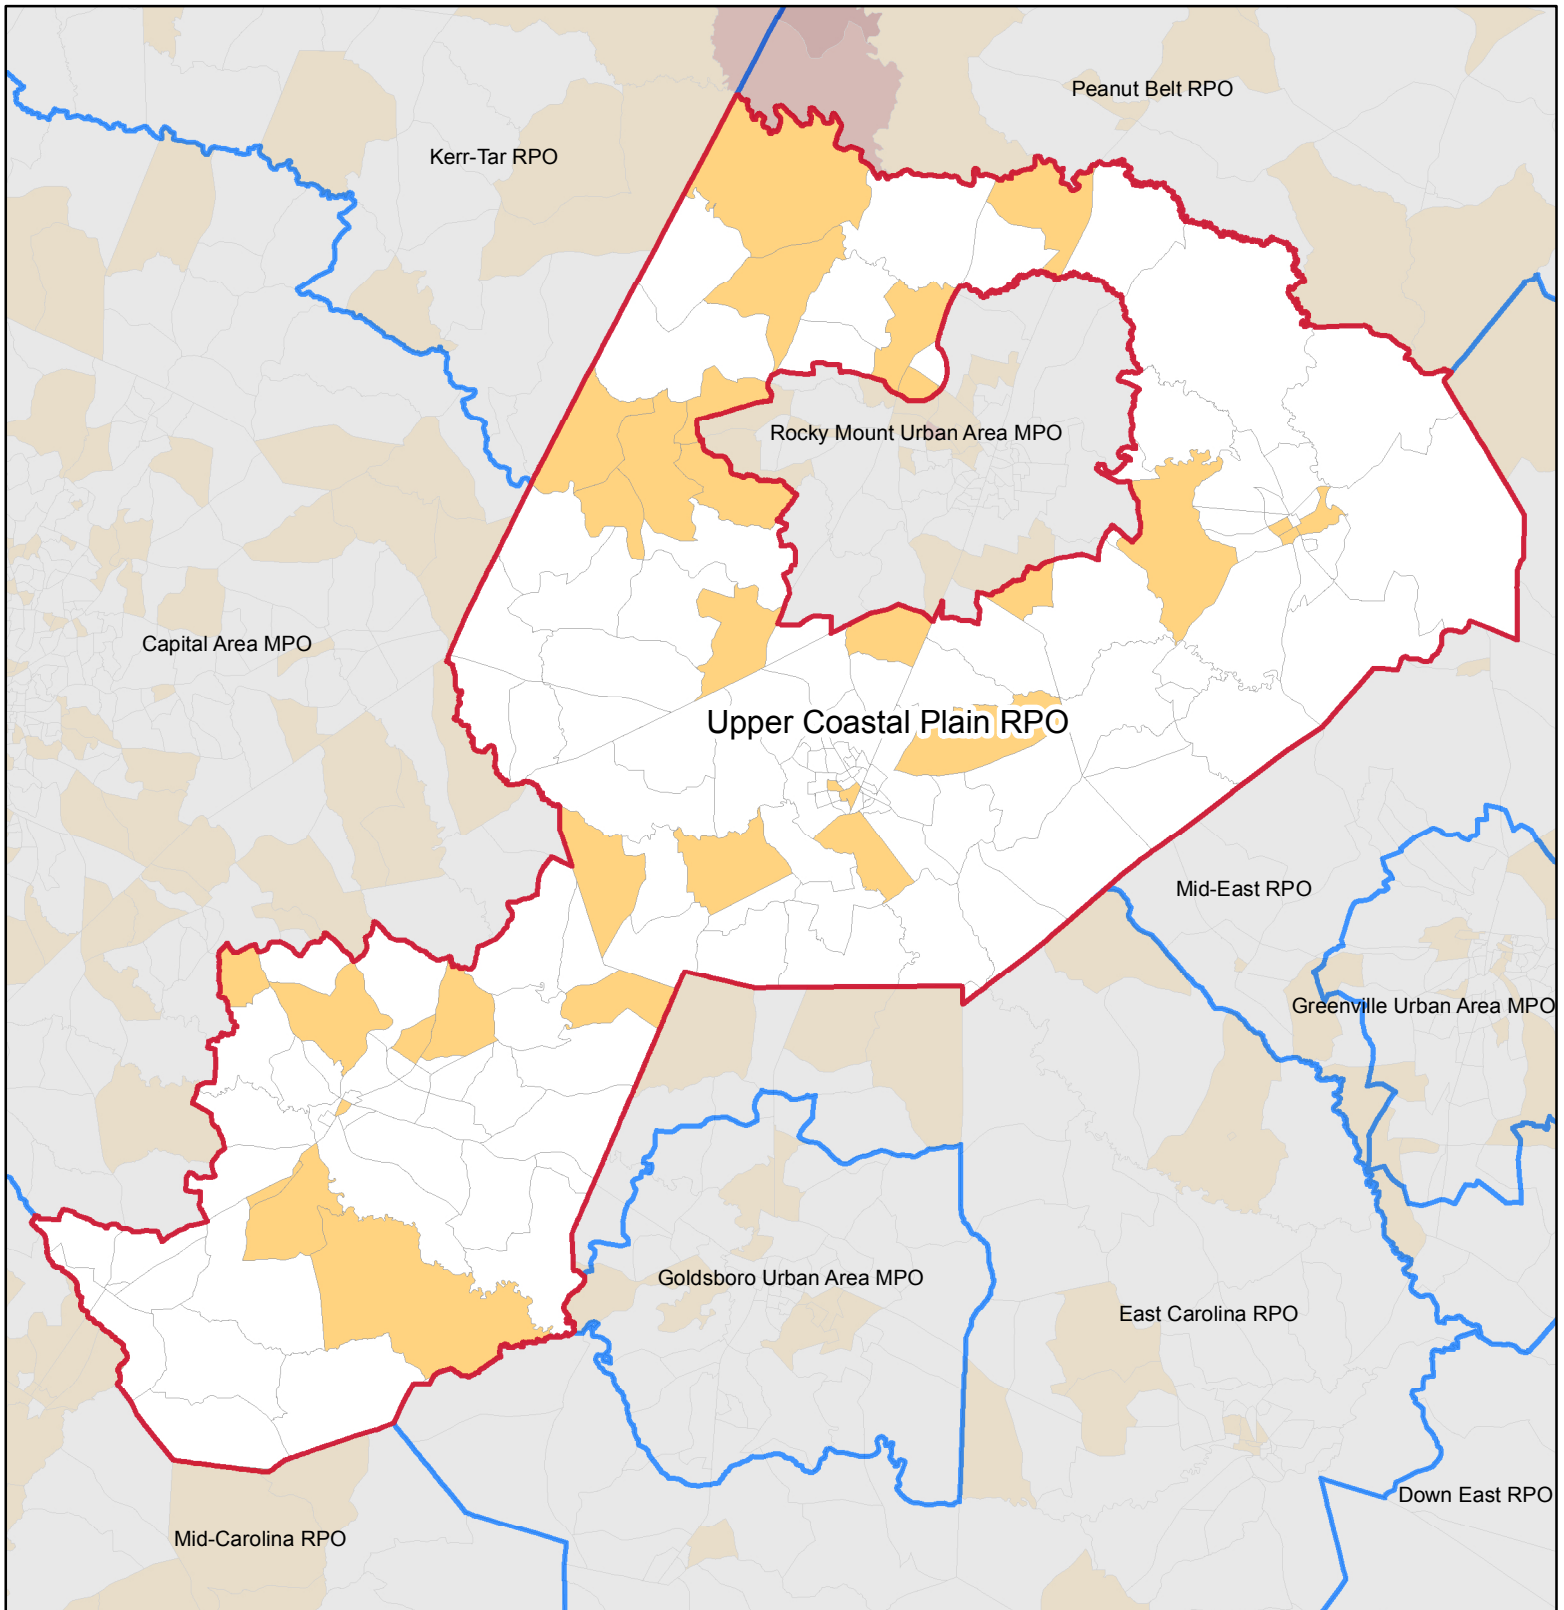 Peanut Belt RPO
Kerr-Tar RPO
Rocky Mount Urban Area MPO
Capital Area MPO
Upper Coastal Plain RPO
Mid-East RPO
Greenville Urban Area MPO
Goldsboro Urban Area MPO
East Carolina RPO
Down East RPO
Mid-Carolina RPO